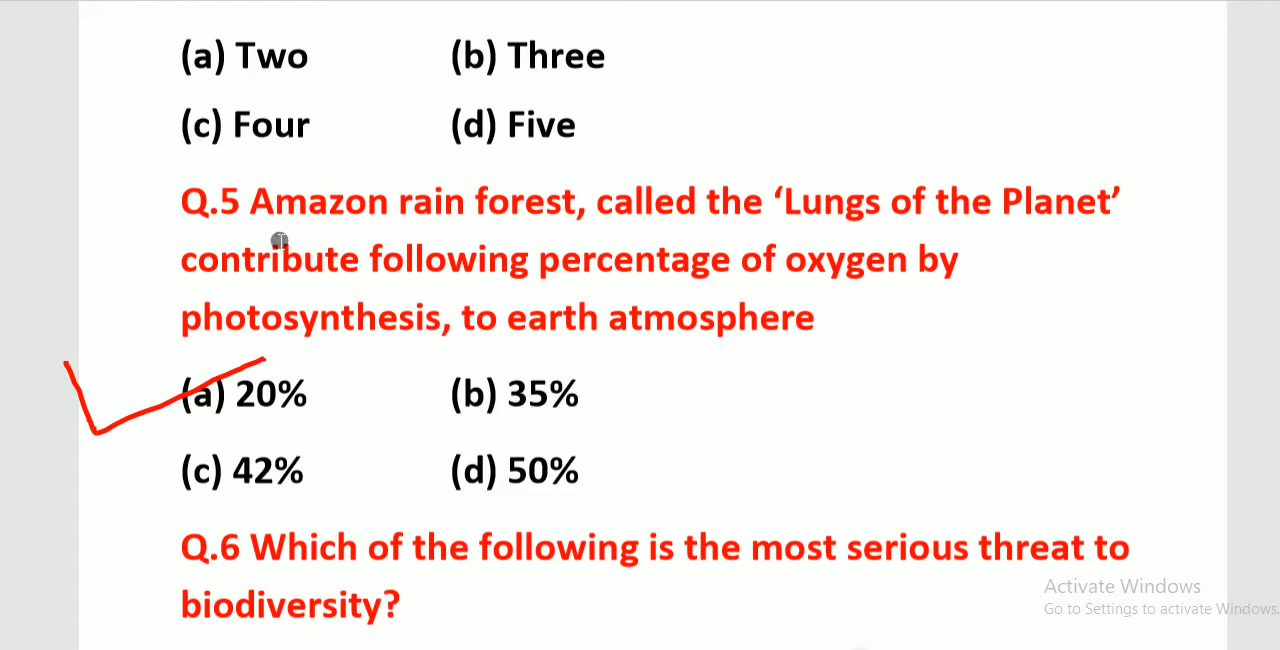 (a) Two (b) Three
(c) Four (d) Five
Q.5 Amazon rain forest, called the ‘Lungs of the Planet’
contribute following percentage of oxygen by
photosynthesis, to earth atmosphere
(a) 20% (b) 35%
(c) 42% (d) 50%
Q.6 Which of the following is the most serious threat to
biodiversity?
Activate Windows
Go to Settings to activate Windows.